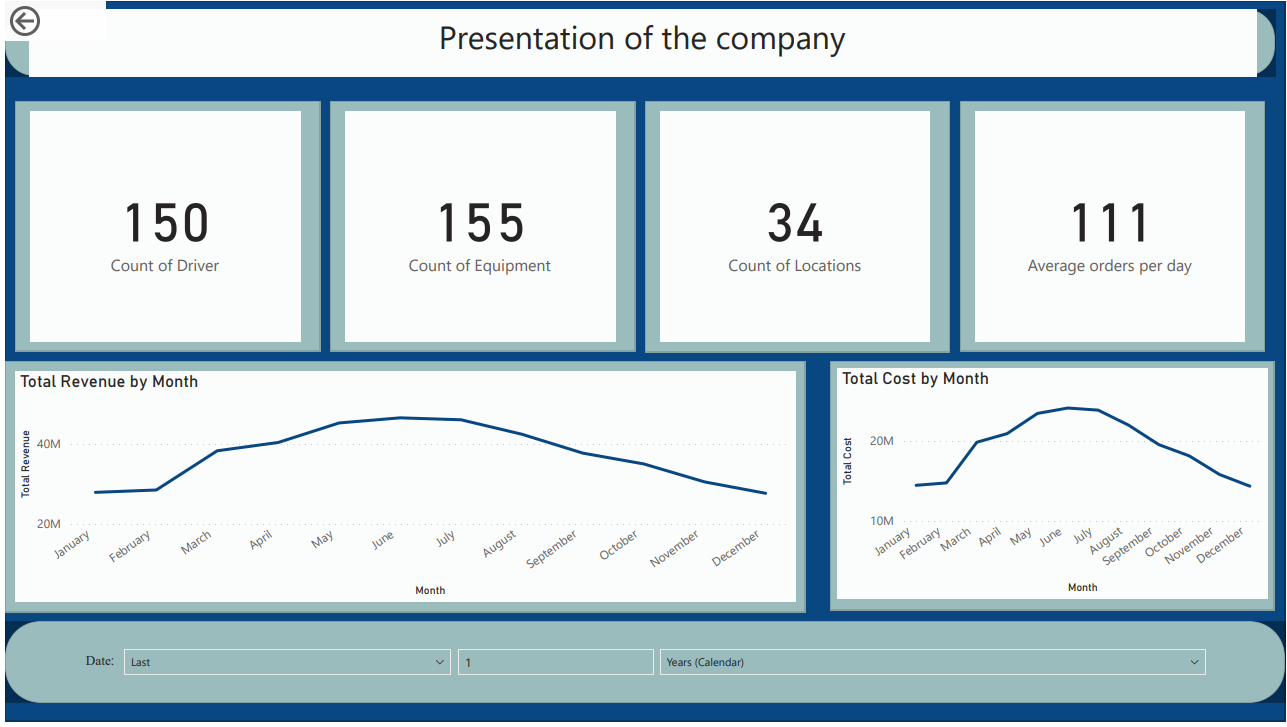 Presentation of the company
150
Count of Driver
155
Count of Equipment
34
Count of Locations
111
Average orders per day
Total Revenue by Month
Total Revenue
40M
20M
January
February
March
April
May
June
July
August
September
October
November
December
Month
Total Cost by Month
Total Cost
20M
10M
January
February
March
April
May
June
July
August
September
October
November
December
Month
Date: Last 1 Years (Calendar)